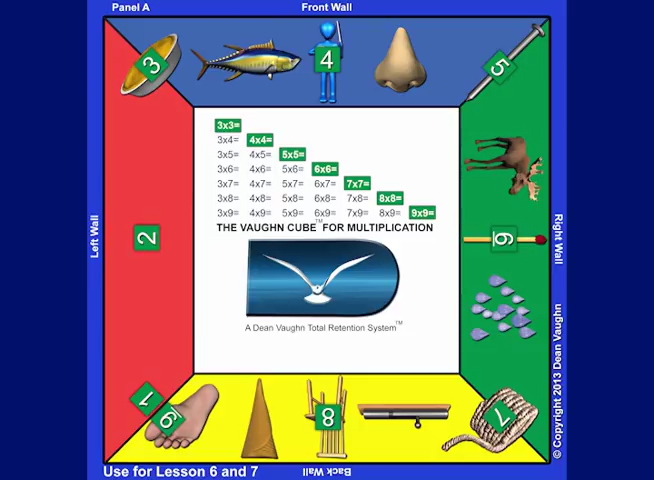 Panel A
Front Wall
3
4
5
3x3=
3x4= 4x4=
3x5= 4x5= 5x5=
3x6= 4x6= 5x6= 6x6=
3x7= 4x7= 5x7= 6x7= 7x7=
3x8= 4x8= 5x8= 6x8= 7x8= 8x8=
3x9= 4x9= 5x9= 6x9= 7x9= 8x9= 9x9=
THE VAUGHN CUBE™ FOR MULTIPLICATION
A Dean Vaughn Total Retention System™
Left Wall
2
6
Right Wall
1
9
8
7
Use for Lesson 6 and 7
Back Wall
© Copyright 2013 Dean Vaughn